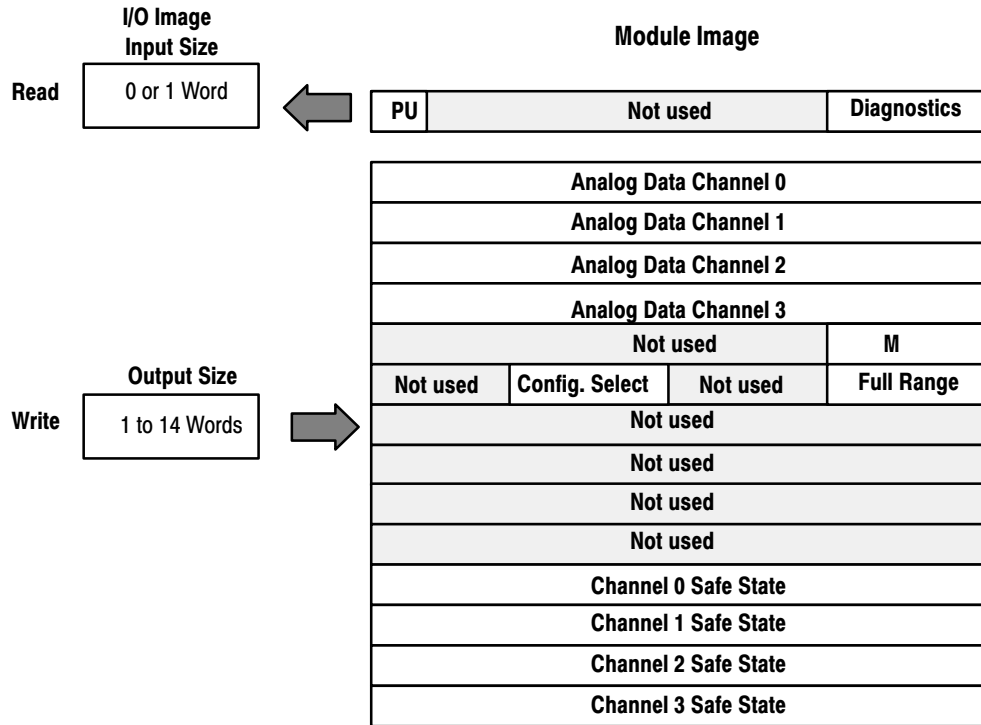 I/O Image
Input Size
Module Image
Read
0 or 1 Word
PU
Not used
Diagnostics
Analog Data Channel 0
Analog Data Channel 1
Analog Data Channel 2
Analog Data Channel 3
Not used
M
Output Size
Not used
Config. Select
Not used
Full Range
Write
1 to 14 Words
Not used
Not used
Not used
Not used
Channel 0 Safe State
Channel 1 Safe State
Channel 2 Safe State
Channel 3 Safe State